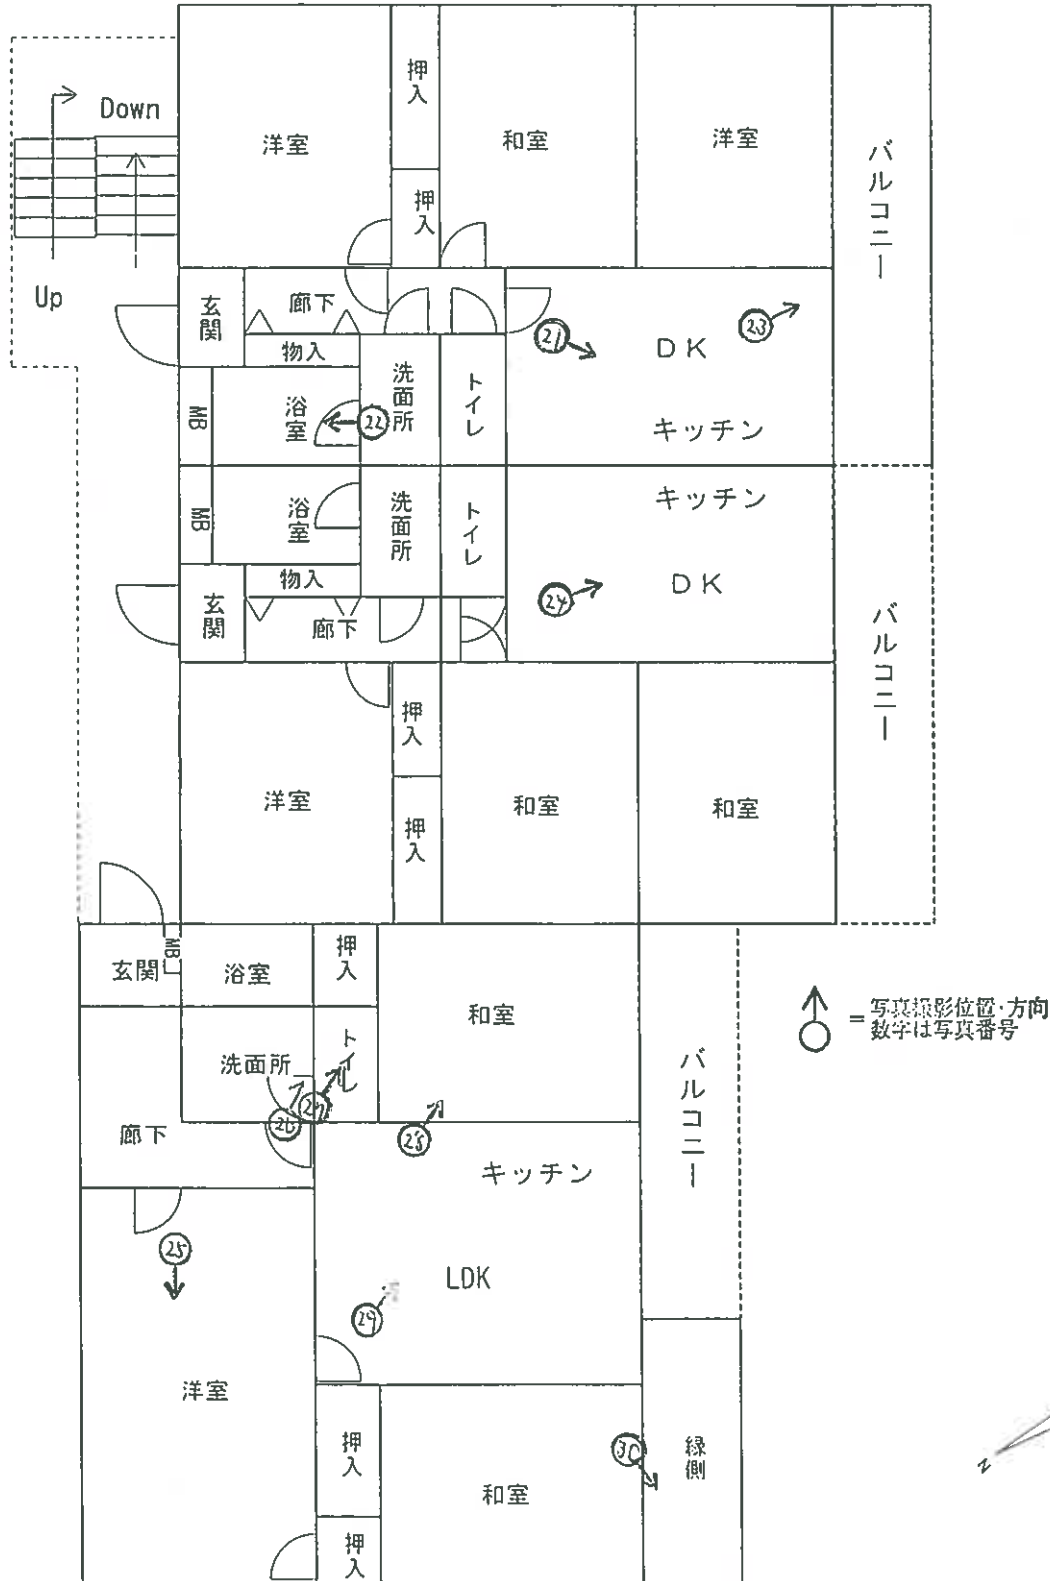 押入
和室
洋室
洋室
バルコニー
押入
Down
Up
玄関
廊下
物入
洗面所
トイレ
浴室
MB
21
DK
23
キッチン
22
MB
浴室
洗面所
トイレ
キッチン
物入
玄関
廊下
24
DK
バルコニー
押入
洋室
和室
和室
押入
玄関
MB
浴室
押入
和室
バルコニー
洗面所
トイレ
26
27
28
廊下
キッチン
25
LDK
29
洋室
押入
和室
30
縁側
押入
= 写真撮影位置・方向
数字は写真番号
N